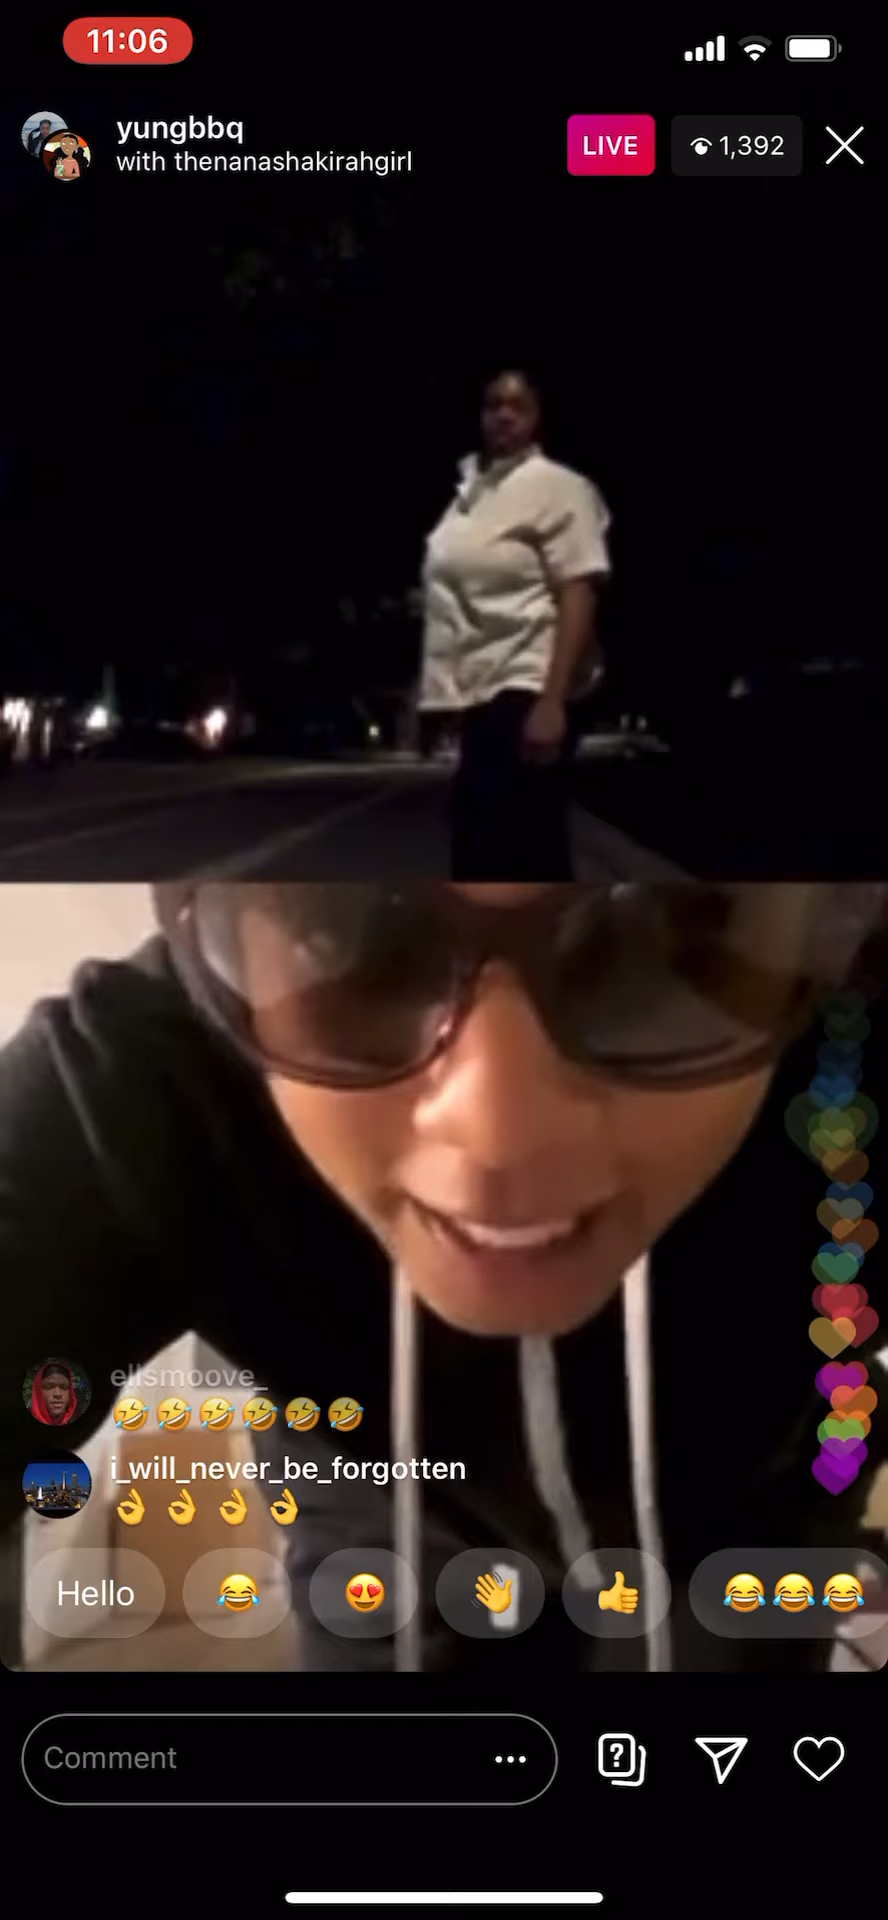 11:06
yungbbq
with thenanashakirahgirl
LIVE
1,392
ellsmoove_
🤣🤣🤣🤣🤣🤣
i_will_never_be_forgotten
👌👌👌👌
Hello 😂 😍 👋 👍 😂😂😂
Comment